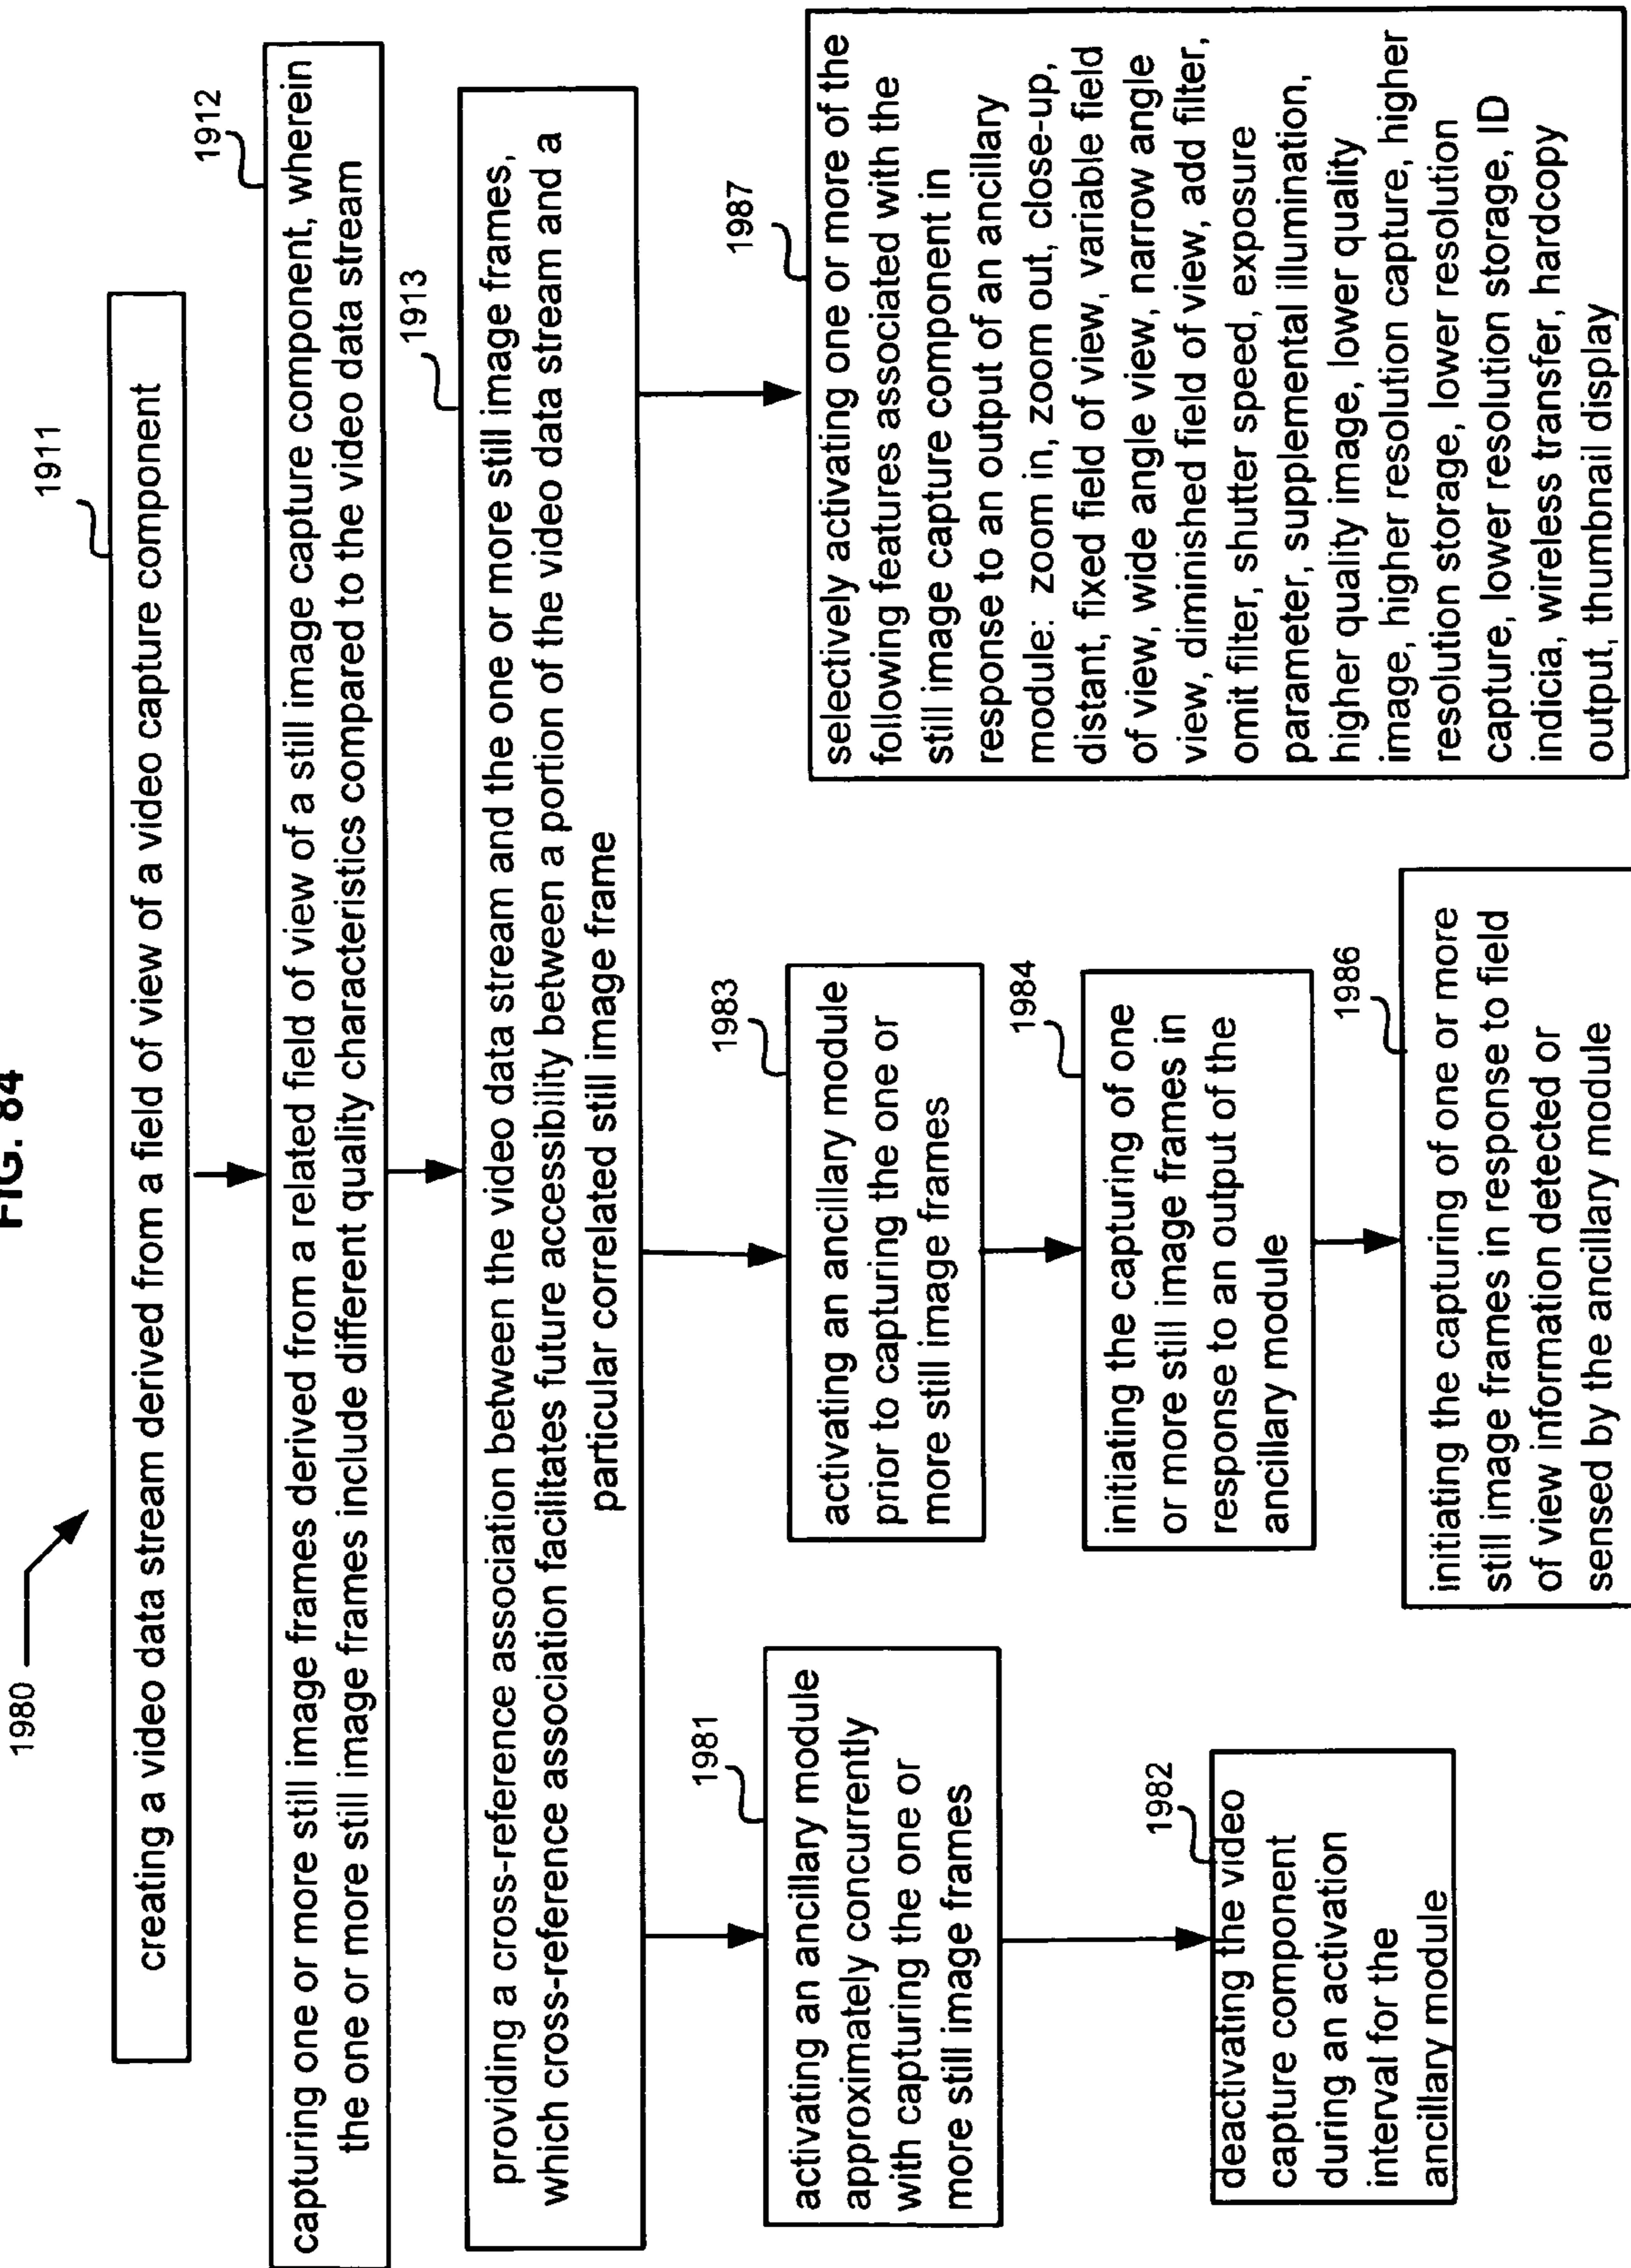 FIG. 84
1980
1911
creating a video data stream derived from a field of view of a video capture component
1912
capturing one or more still image frames derived from a related field of view of a still image capture component, wherein
the one or more still image frames include different quality characteristics compared to the video data stream
1913
providing a cross-reference association between the video data stream and the one or more still image frames,
which cross-reference association facilitates future accessibility between a portion of the video data stream and a
particular correlated still image frame
1981
activating an ancillary module
approximately concurrently
with capturing the one or
more still image frames
1982
deactivating the video
capture component
during an activation
interval for the
ancillary module
1983
activating an ancillary module
prior to capturing the one or
more still image frames
1984
initiating the capturing of one
or more still image frames in
response to an output of the
ancillary module
1986
initiating the capturing of one or more
still image frames in response to field
of view information detected or
sensed by the ancillary module
1987
selectively activating one or more of the
following features associated with the
still image capture component in
response to an output of an ancillary
module: zoom in, zoom out, close-up,
distant, fixed field of view, variable field
of view, wide angle view, narrow angle
view, diminished field of view, add filter,
omit filter, shutter speed, exposure
parameter, supplemental illumination,
higher quality image, lower quality
image, higher resolution capture, higher
resolution storage, lower resolution
capture, lower resolution storage, ID
indicia, wireless transfer, hardcopy
output, thumbnail display